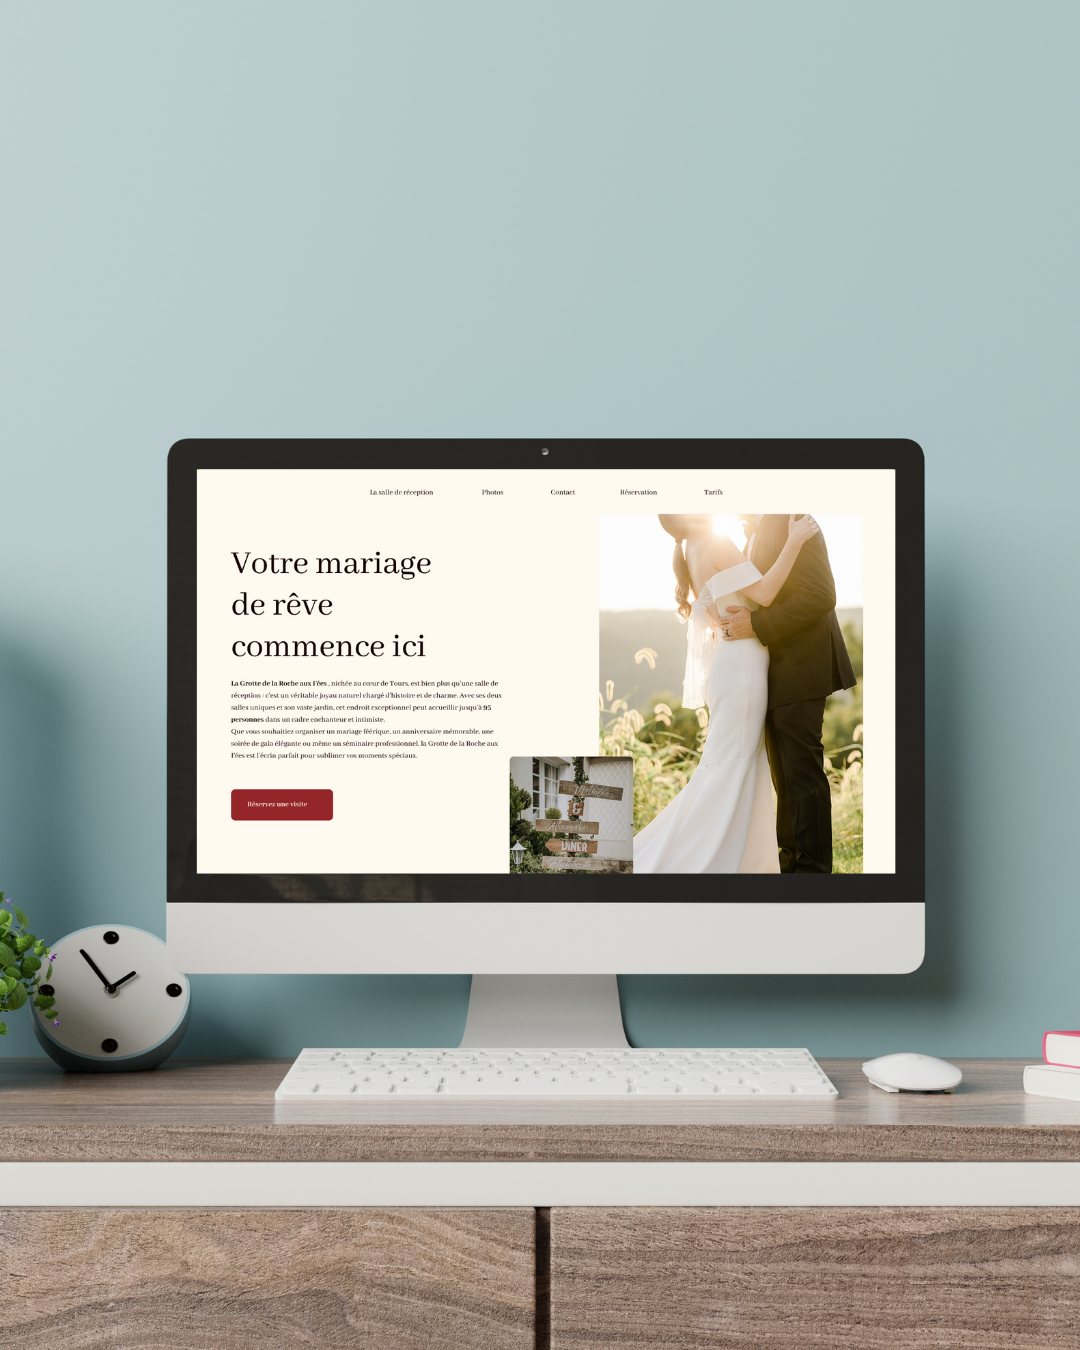 La salle de réception Photos Contact Réservation Tarifs
Votre mariage
de rêve
commence ici
La Grotte de la Roche aux Fées , nichée au cœur de Tours, est bien plus qu'une salle de
réception : c'est un véritable joyau naturel chargé d'histoire et de charme. Avec ses deux
salles uniques et son vaste jardin, cet endroit exceptionnel peut accueillir jusqu'à 95
personnes dans un cadre enchanteur et intimiste.
Que vous souhaitiez organiser un mariage féérique, un anniversaire mémorable, une
soirée de gala élégante ou même un séminaire professionnel, la Grotte de la Roche aux
Fées est l'écrin parfait pour sublimer vos moments spéciaux.
Réservez une visite
&
DINER